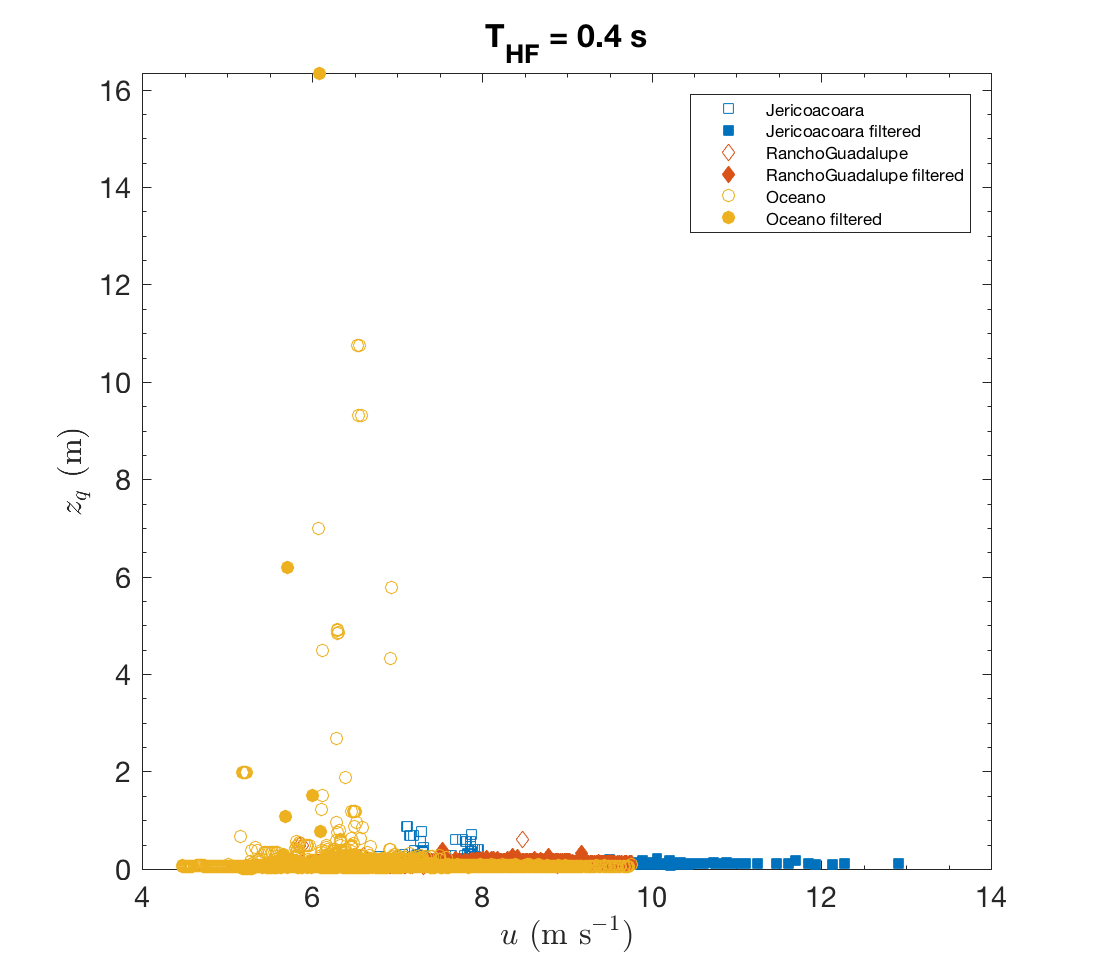 T_HF = 0.4 s
16
14
12
10
8
6
4
2
0
z_q (m)
Jericoacoara
Jericoacoara filtered
RanchoGuadalupe
RanchoGuadalupe filtered
Oceano
Oceano filtered
4 6 8 10 12 14
u (m s⁻¹)